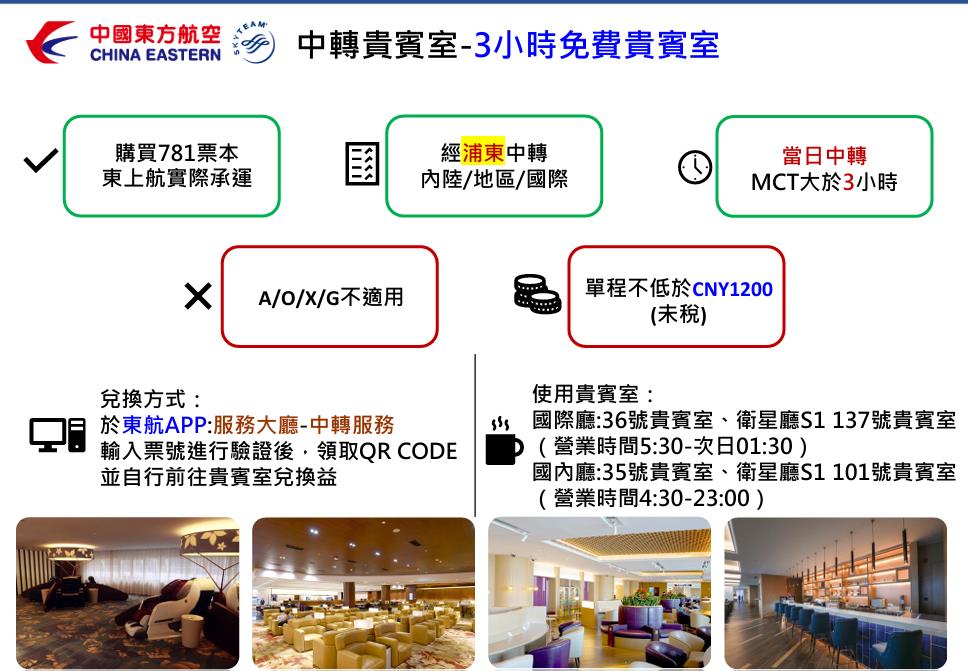 中國東方航空
CHINA EASTERN
SKYTEAM
中轉貴賓室-3小時免費貴賓室
購買781票本
東上航實際承運
經浦東中轉
內陸/地區/國際
當日中轉
MCT大於3小時
A/O/X/G不適用
單程不低於CNY1200
(未稅)
兌換方式：
於東航APP:服務大廳-中轉服務
輸入票號進行驗證後，領取QR CODE
並自行前往貴賓室兌換益
使用貴賓室：
國際廳:36號貴賓室、衛星廳S1 137號貴賓室
（營業時間5:30-次日01:30）
國內廳:35號貴賓室、衛星廳S1 101號貴賓室
（營業時間4:30-23:00）